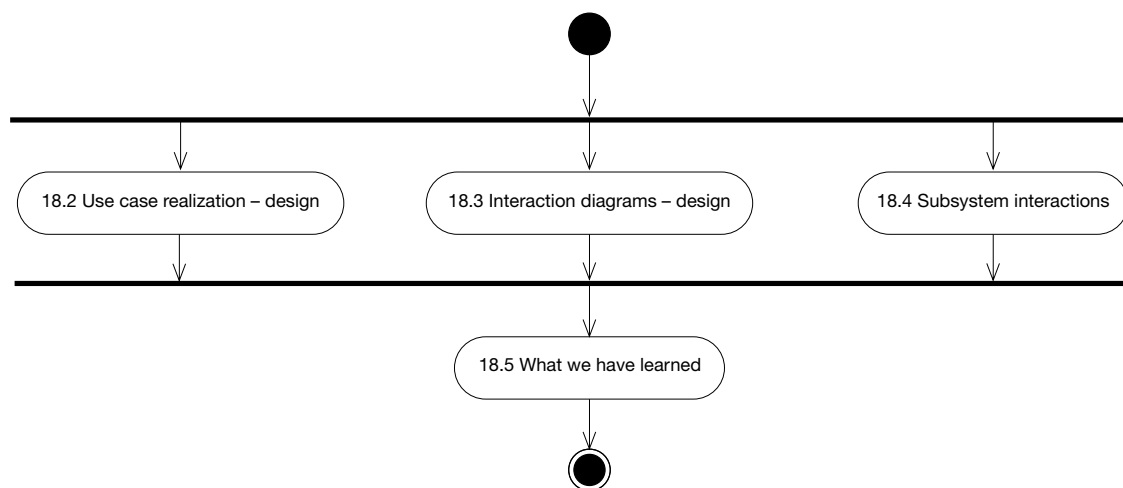 18.2 Use case realization – design
18.3 Interaction diagrams – design
18.4 Subsystem interactions
18.5 What we have learned